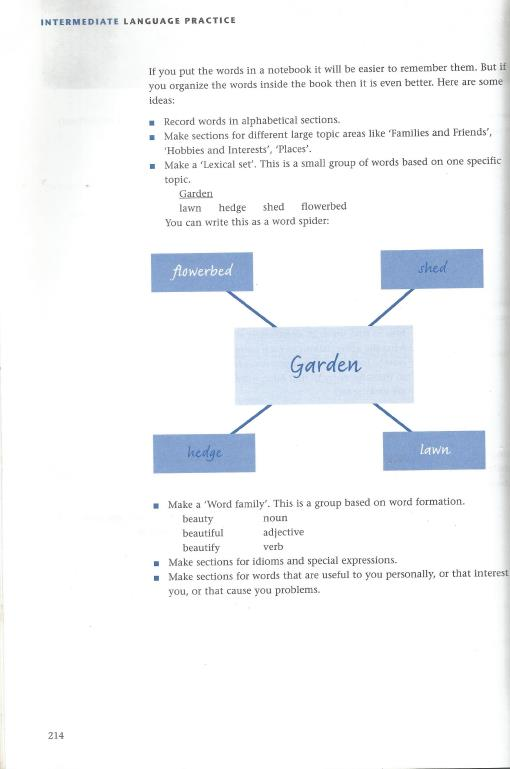 INTERMEDIATE LANGUAGE PRACTICE
If you put the words in a notebook it will be easier to remember them. But if
you organize the words inside the book then it is even better. Here are some
ideas:
■ Record words in alphabetical sections.
■ Make sections for different large topic areas like 'Families and Friends',
'Hobbies and Interests', 'Places'.
■ Make a 'Lexical set'. This is a small group of words based on one specific
topic.
Garden
lawn hedge shed flowerbed
You can write this as a word spider:
flowerbed shed
Garden
hedge lawn
■ Make a 'Word family'. This is a group based on word formation.
beauty noun
beautiful adjective
beautify verb
■ Make sections for idioms and special expressions.
■ Make sections for words that are useful to you personally, or that interest
you, or that cause you problems.
214